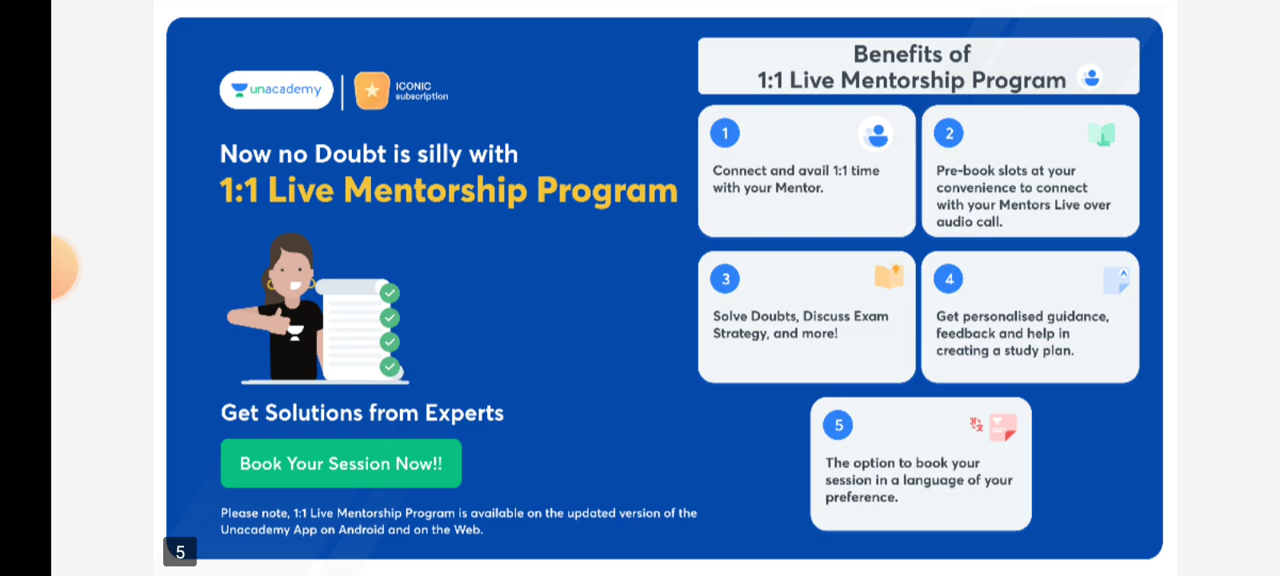 unacademy
ICONIC
subscription
Now no Doubt is silly with
1:1 Live Mentorship Program
Get Solutions from Experts
Book Your Session Now!!
Please note, 1:1 Live Mentorship Program is available on the updated version of the
Unacademy App on Android and on the Web.
5
Benefits of
1:1 Live Mentorship Program
1
Connect and avail 1:1 time
with your Mentor.
2
Pre-book slots at your
convenience to connect
with your Mentors Live over
audio call.
3
Solve Doubts, Discuss Exam
Strategy, and more!
4
Get personalised guidance,
feedback and help in
creating a study plan.
5
The option to book your
session in a language of your
preference.